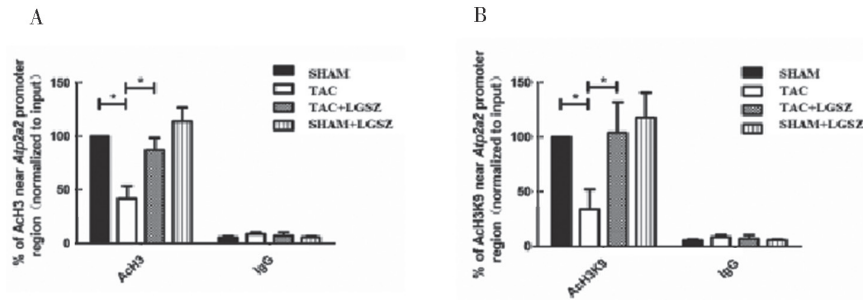 A
% of AcH3 near Atp2a2 promoter
region (normalized to input)
150
100
50
0
*
*
SHAM
TAC
TAC+LGSZ
SHAM+LGSZ
AcH3
IgG
B
% of AcH3K9 near Atp2a2 promoter
region (normalized to input)
150
100
50
0
*
*
SHAM
TAC
TAC+LGSZ
SHAM+LGSZ
AcH3K9
IgG